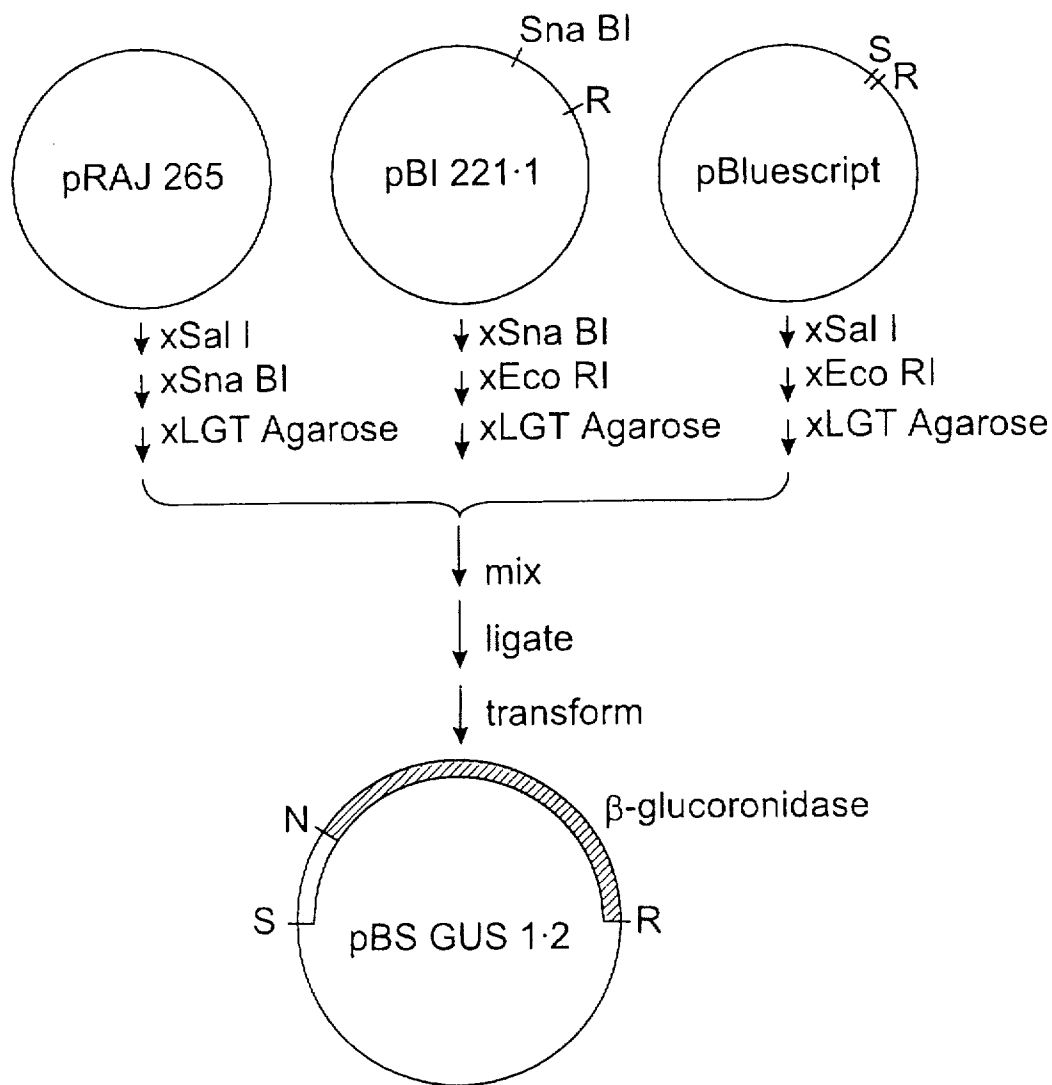 Sna BI
S
R
R
pRAJ 265
pBI 221·1
pBluescript
xSal I
xSna BI
xLGT Agarose
xSna BI
xEco RI
xLGT Agarose
xSal I
xEco RI
xLGT Agarose
mix
ligate
transform
β-glucoronidase
N
S
R
pBS GUS 1·2